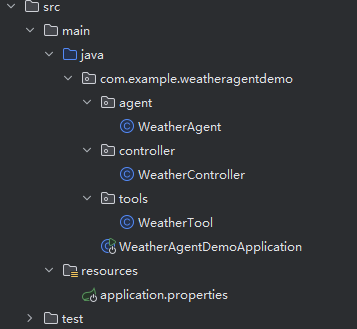 src
main
java
com.example.weatheragentdemo
agent
WeatherAgent
controller
WeatherController
tools
WeatherTool
WeatherAgentDemoApplication
resources
application.properties
test